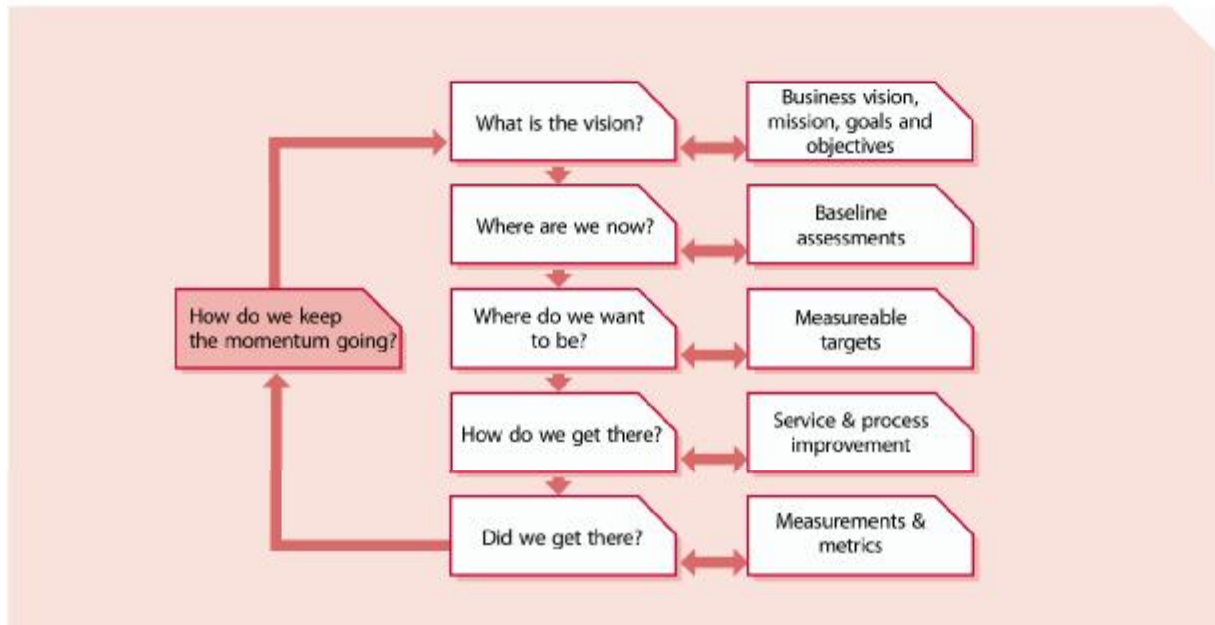 What is the vision?
Business vision,
mission, goals and
objectives
Where are we now?
Baseline
assessments
How do we keep
the momentum going?
Where do we want
to be?
Measureable
targets
How do we get there?
Service & process
improvement
Did we get there?
Measurements &
metrics